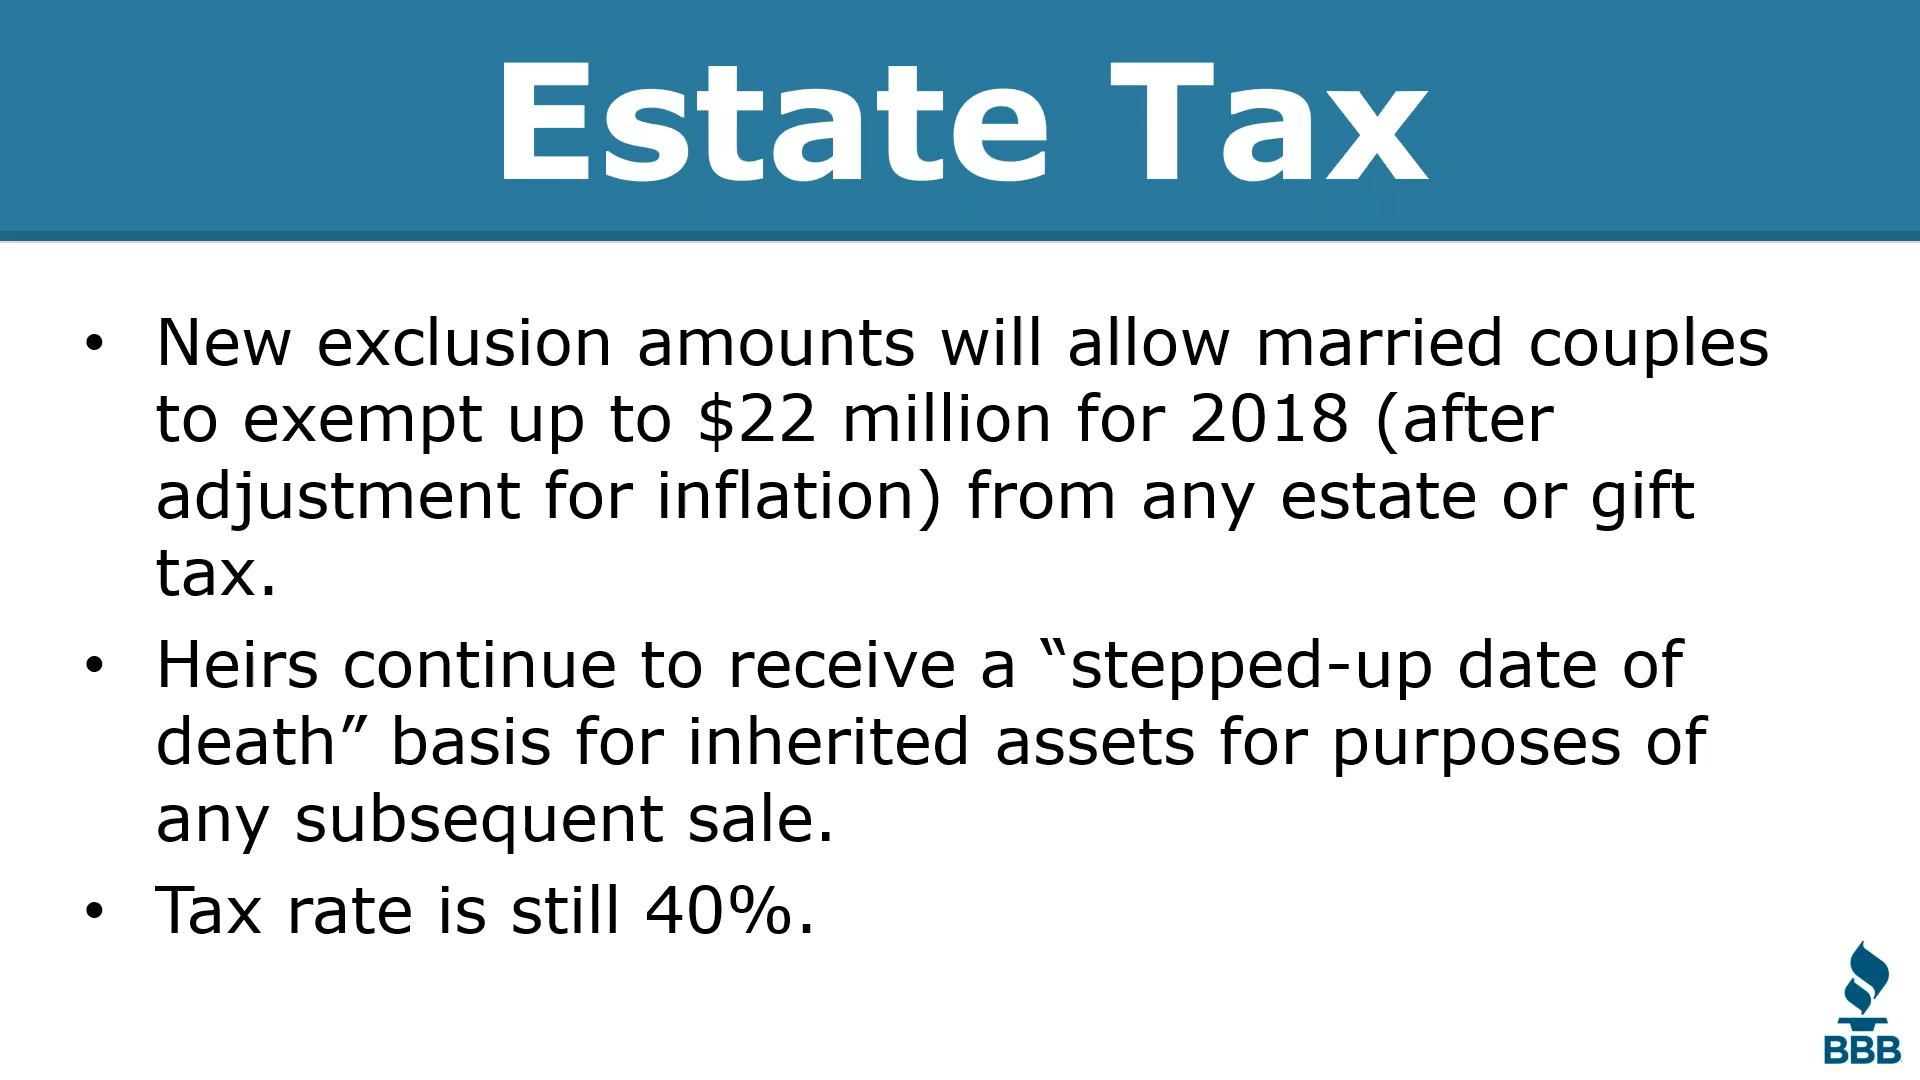 Estate Tax
• New exclusion amounts will allow married couples
to exempt up to $22 million for 2018 (after
adjustment for inflation) from any estate or gift
tax.
• Heirs continue to receive a “stepped-up date of
death” basis for inherited assets for purposes of
any subsequent sale.
• Tax rate is still 40%.
BBB